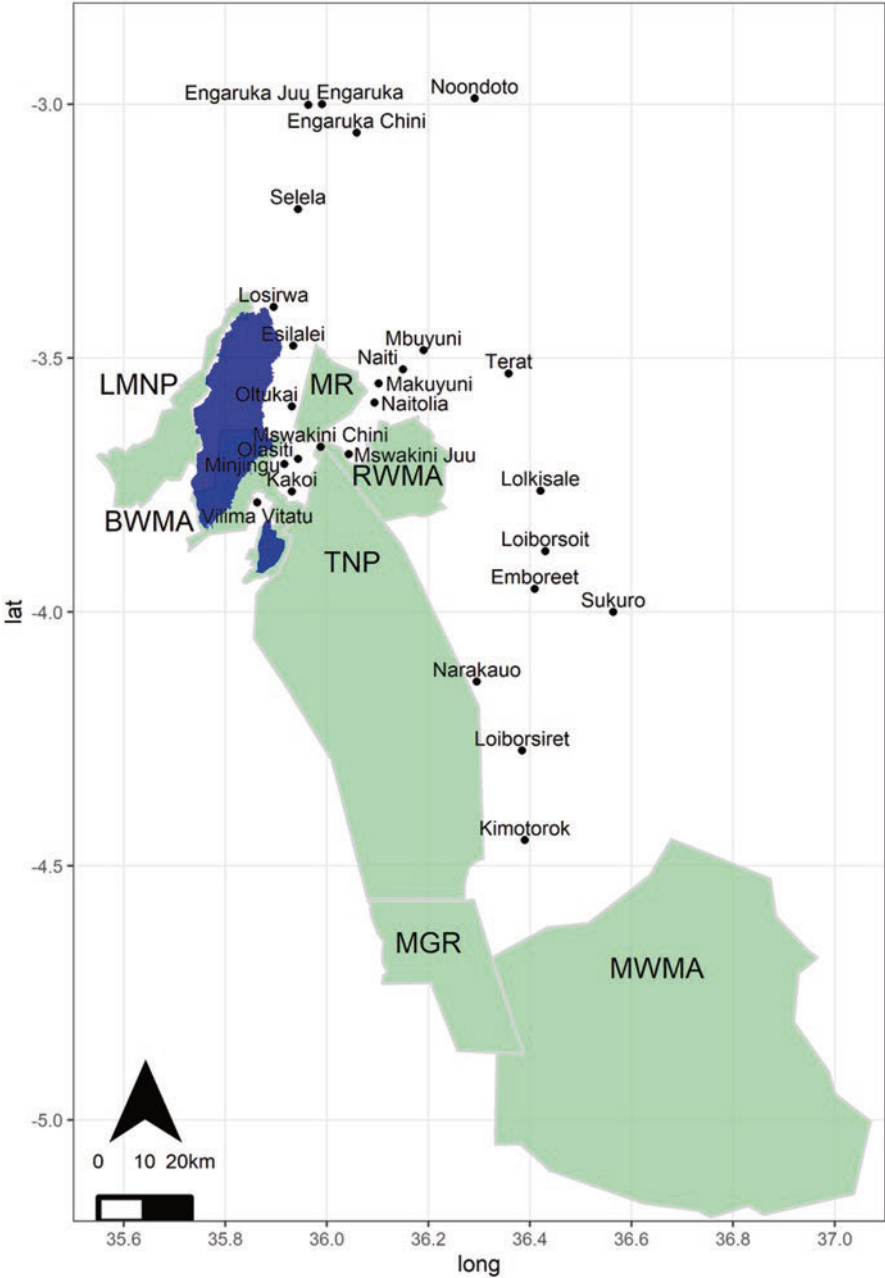 Noondoto
Engaruka Juu
Engaruka
-3.0
Engaruka Chini
Selela
Losirwa
Esilalei
Mbuyuni
-3.5
Naiti
Terat
LMNP
MR
Makuyuni
Oltukai
Naitolia
Mswakini Chini
Olasiti
Mswakini Juu
Minjingu
RWMA
Kakoi
Lolkisale
BWMA
Vilima Vitatu
Loiborsoit
TNP
Emboreet
Sukuro
-4.0
lat
Narakauo
Loiborsiret
Kimotorok
-4.5
MGR
MWMA
-5.0
0 10 20km
35.6 35.8 36.0 36.2 36.4 36.6 36.8 37.0
long